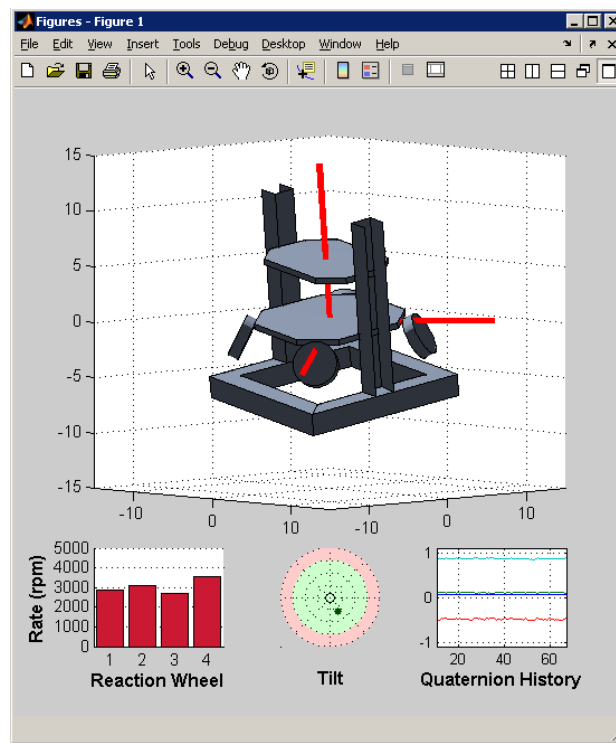 Figures - Figure 1
File Edit View Insert Tools Debug Desktop Window Help
15
10
5
0
-5
-10
-15
-10 0 10 -10 0 10
5000
4000
3000
2000
1000
0
Rate (rpm)
1 2 3 4
Reaction Wheel
Tilt
1
0
-1
20 40 60
Quaternion History